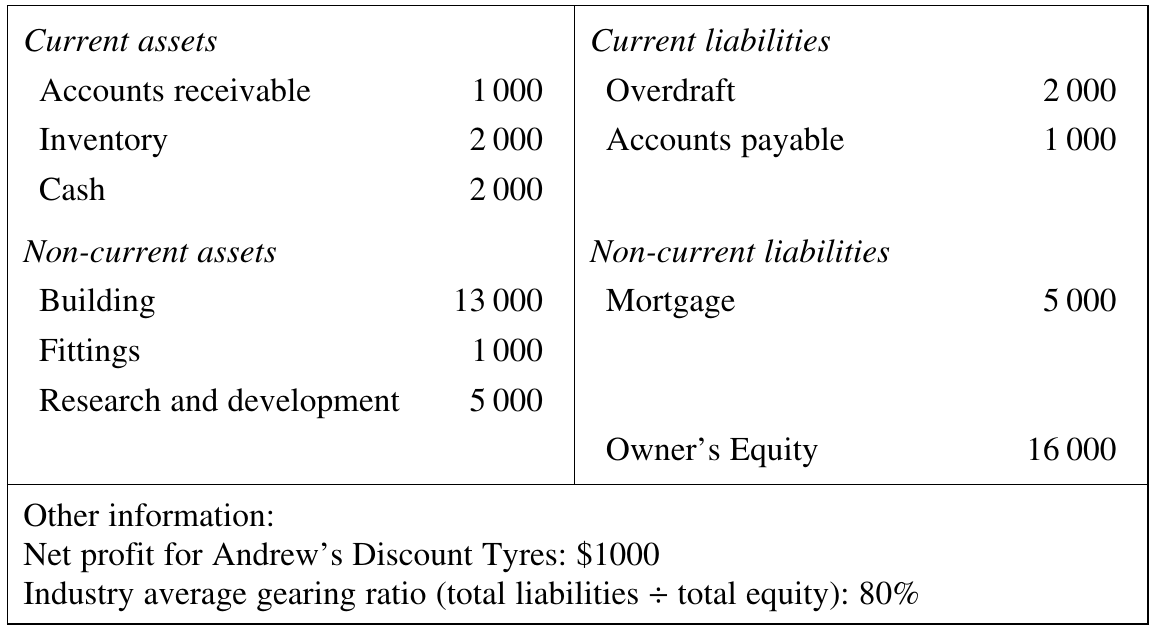 Current assets
Accounts receivable 1 000
Inventory 2 000
Cash 2 000
Non-current assets
Building 13 000
Fittings 1 000
Research and development 5 000
Current liabilities
Overdraft 2 000
Accounts payable 1 000
Non-current liabilities
Mortgage 5 000
Owner’s Equity 16 000
Other information:
Net profit for Andrew’s Discount Tyres: $1000
Industry average gearing ratio (total liabilities ÷ total equity): 80%